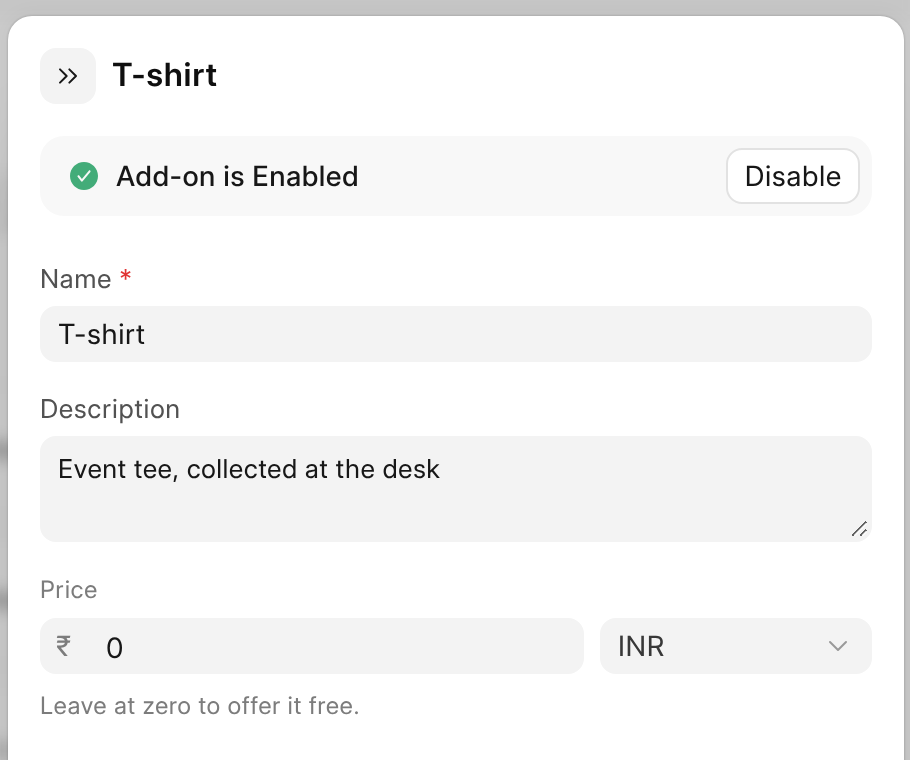 T-shirt
Add-on is Enabled
Disable
Name *
T-shirt
Description
Event tee, collected at the desk
Price
₹ 0
INR
Leave at zero to offer it free.